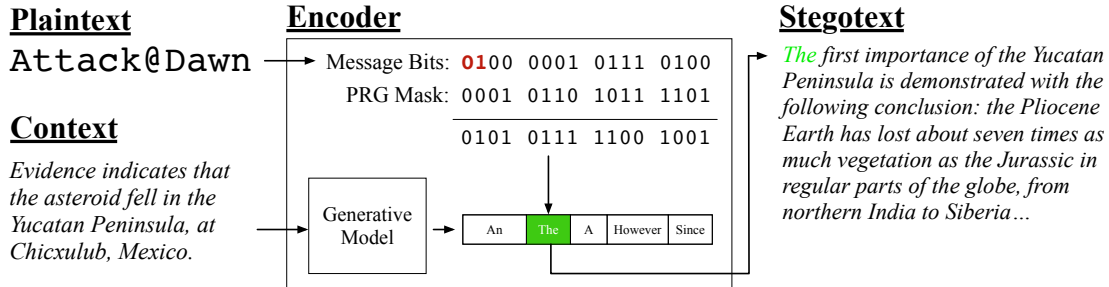 Plaintext
Attack@Dawn
Context
Evidence indicates that
the asteroid fell in the
Yucatan Peninsula, at
Chicxulub, Mexico.
Encoder
Message Bits: 0100 0001 0111 0100
PRG Mask: 0001 0110 1011 1101
0101 0111 1100 1001
Generative
Model
An The A However Since
Stegotext
The first importance of the Yucatan
Peninsula is demonstrated with the
following conclusion: the Pliocene
Earth has lost about seven times as
much vegetation as the Jurassic in
regular parts of the globe, from
northern India to Siberia…